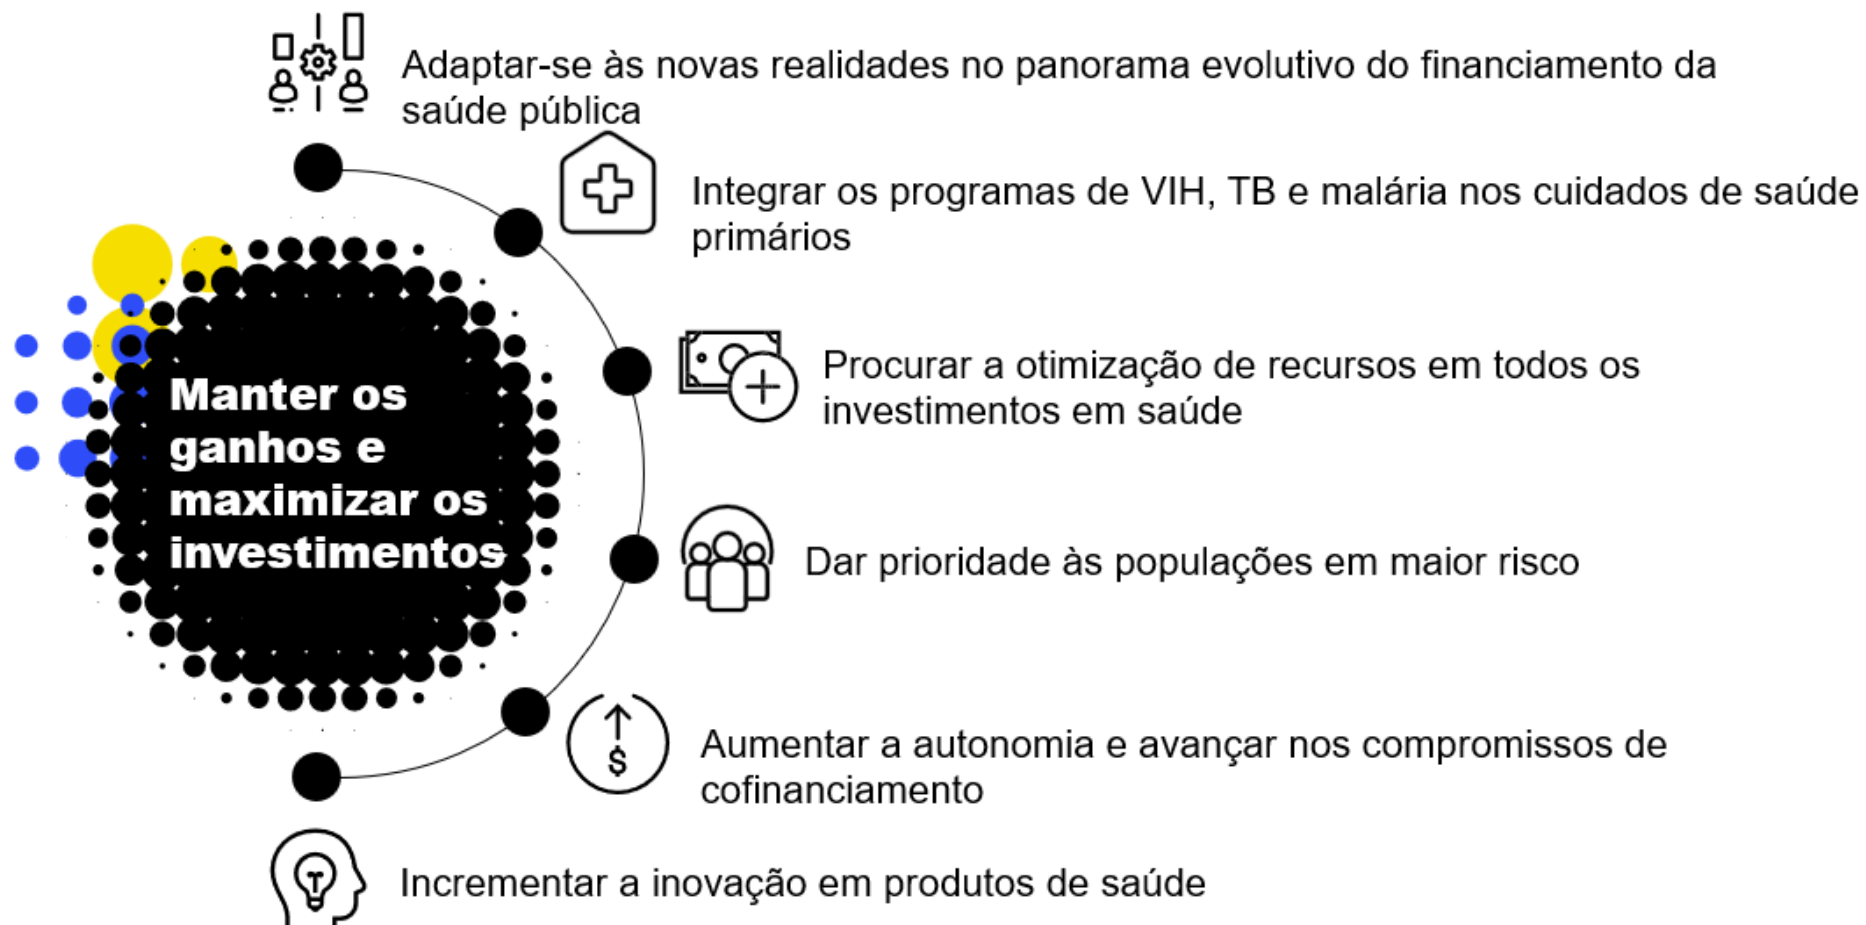 Adaptar-se às novas realidades no panorama evolutivo do financiamento da
saúde pública
Integrar os programas de VIH, TB e malária nos cuidados de saúde
primários
Procurar a otimização de recursos em todos os
investimentos em saúde
Manter os
ganhos e
maximizar os
investimentos
Dar prioridade às populações em maior risco
$
Aumentar a autonomia e avançar nos compromissos de
cofinanciamento
Incrementar a inovação em produtos de saúde